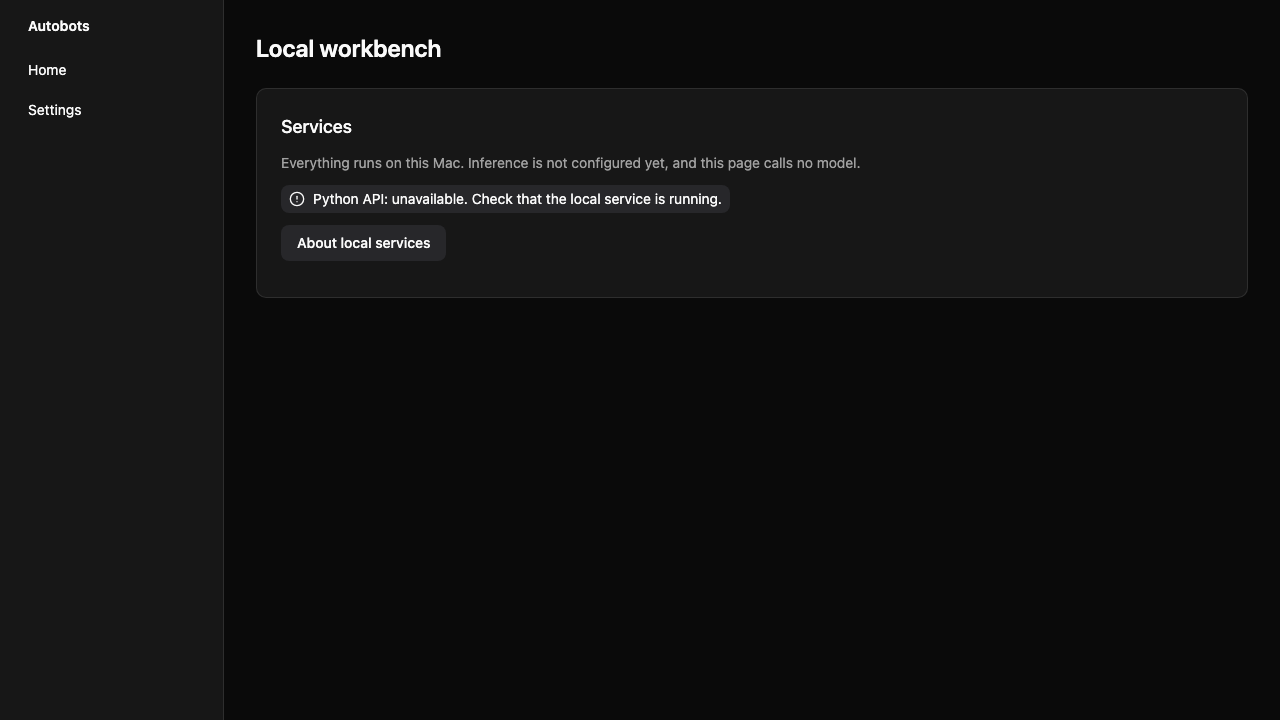 Autobots
Home
Settings
Local workbench
Services
Everything runs on this Mac. Inference is not configured yet, and this page calls no model.
Python API: unavailable. Check that the local service is running.
About local services